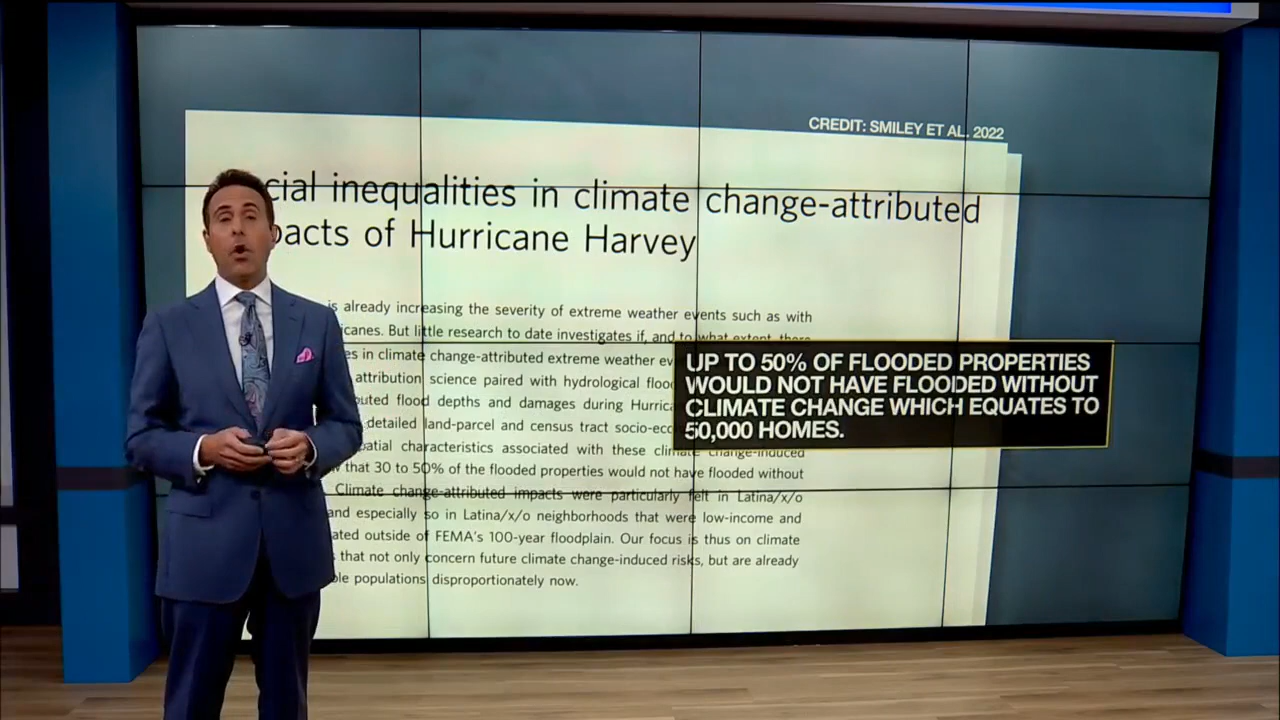 CREDIT: SMILEY ET AL. 2022
cial inequalities in climate change-attributed
pacts of Hurricane Harvey
is already increasing the severity of extreme weather events such as with
icanes. But little research to date investigates if, and to what extent, there
es in climate change-attributed extreme weather ev
attribution science paired with hydrological flood
buted flood depths and damages during Hurrica
detailed land-parcel and census tract socio-eco
patial characteristics associated with these climate change-induced
w that 30 to 50% of the flooded properties would not have flooded without
Climate change-attributed impacts were particularly felt in Latina/x/o
and especially so in Latina/x/o neighborhoods that were low-income and
ated outside of FEMA's 100-year floodplain. Our focus is thus on climate
that not only concern future climate change-induced risks, but are already
ble populations disproportionately now.
UP TO 50% OF FLOODED PROPERTIES
WOULD NOT HAVE FLOODED WITHOUT
CLIMATE CHANGE WHICH EQUATES TO
50,000 HOMES.